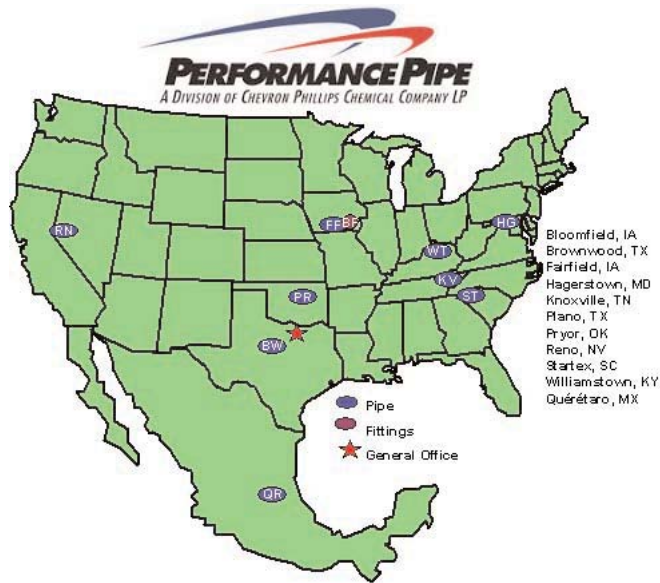 PERFORMANCE PIPE
A DIVISION OF CHEVRON PHILLIPS CHEMICAL COMPANY LP
RN
FF
BF
HG
WT
KV
PR
ST
BW
QR
Bloomfield, IA
Brownwood, TX
Fairfield, IA
Hagerstown, MD
Knoxville, TN
Plano, TX
Pryor, OK
Reno, NV
Startex, SC
Williamstown, KY
Quérétaro, MX
Pipe
Fittings
General Office